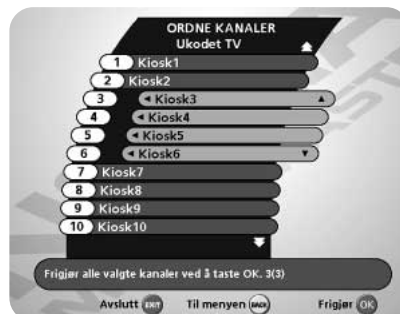 ORDNE KANALER
Ukodet TV
1 Kiosk1
2 Kiosk2
3 Kiosk3
4 Kiosk4
5 Kiosk5
6 Kiosk6
7 Kiosk7
8 Kiosk8
9 Kiosk9
10 Kiosk10
Frigjør alle valgte kanaler ved å taste OK. 3(3)
Avslutt EXIT Til menyen BACK Frigjør OK